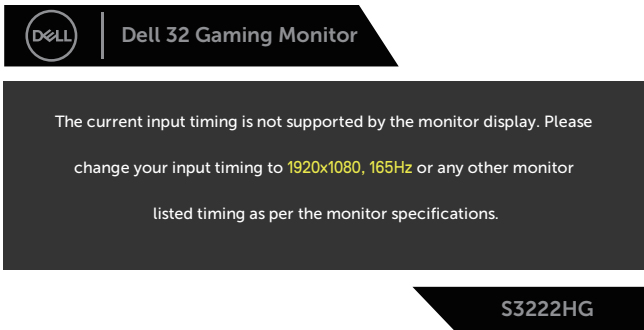 DELL
Dell 32 Gaming Monitor
The current input timing is not supported by the monitor display. Please
change your input timing to 1920x1080, 165Hz or any other monitor
listed timing as per the monitor specifications.
S3222HG